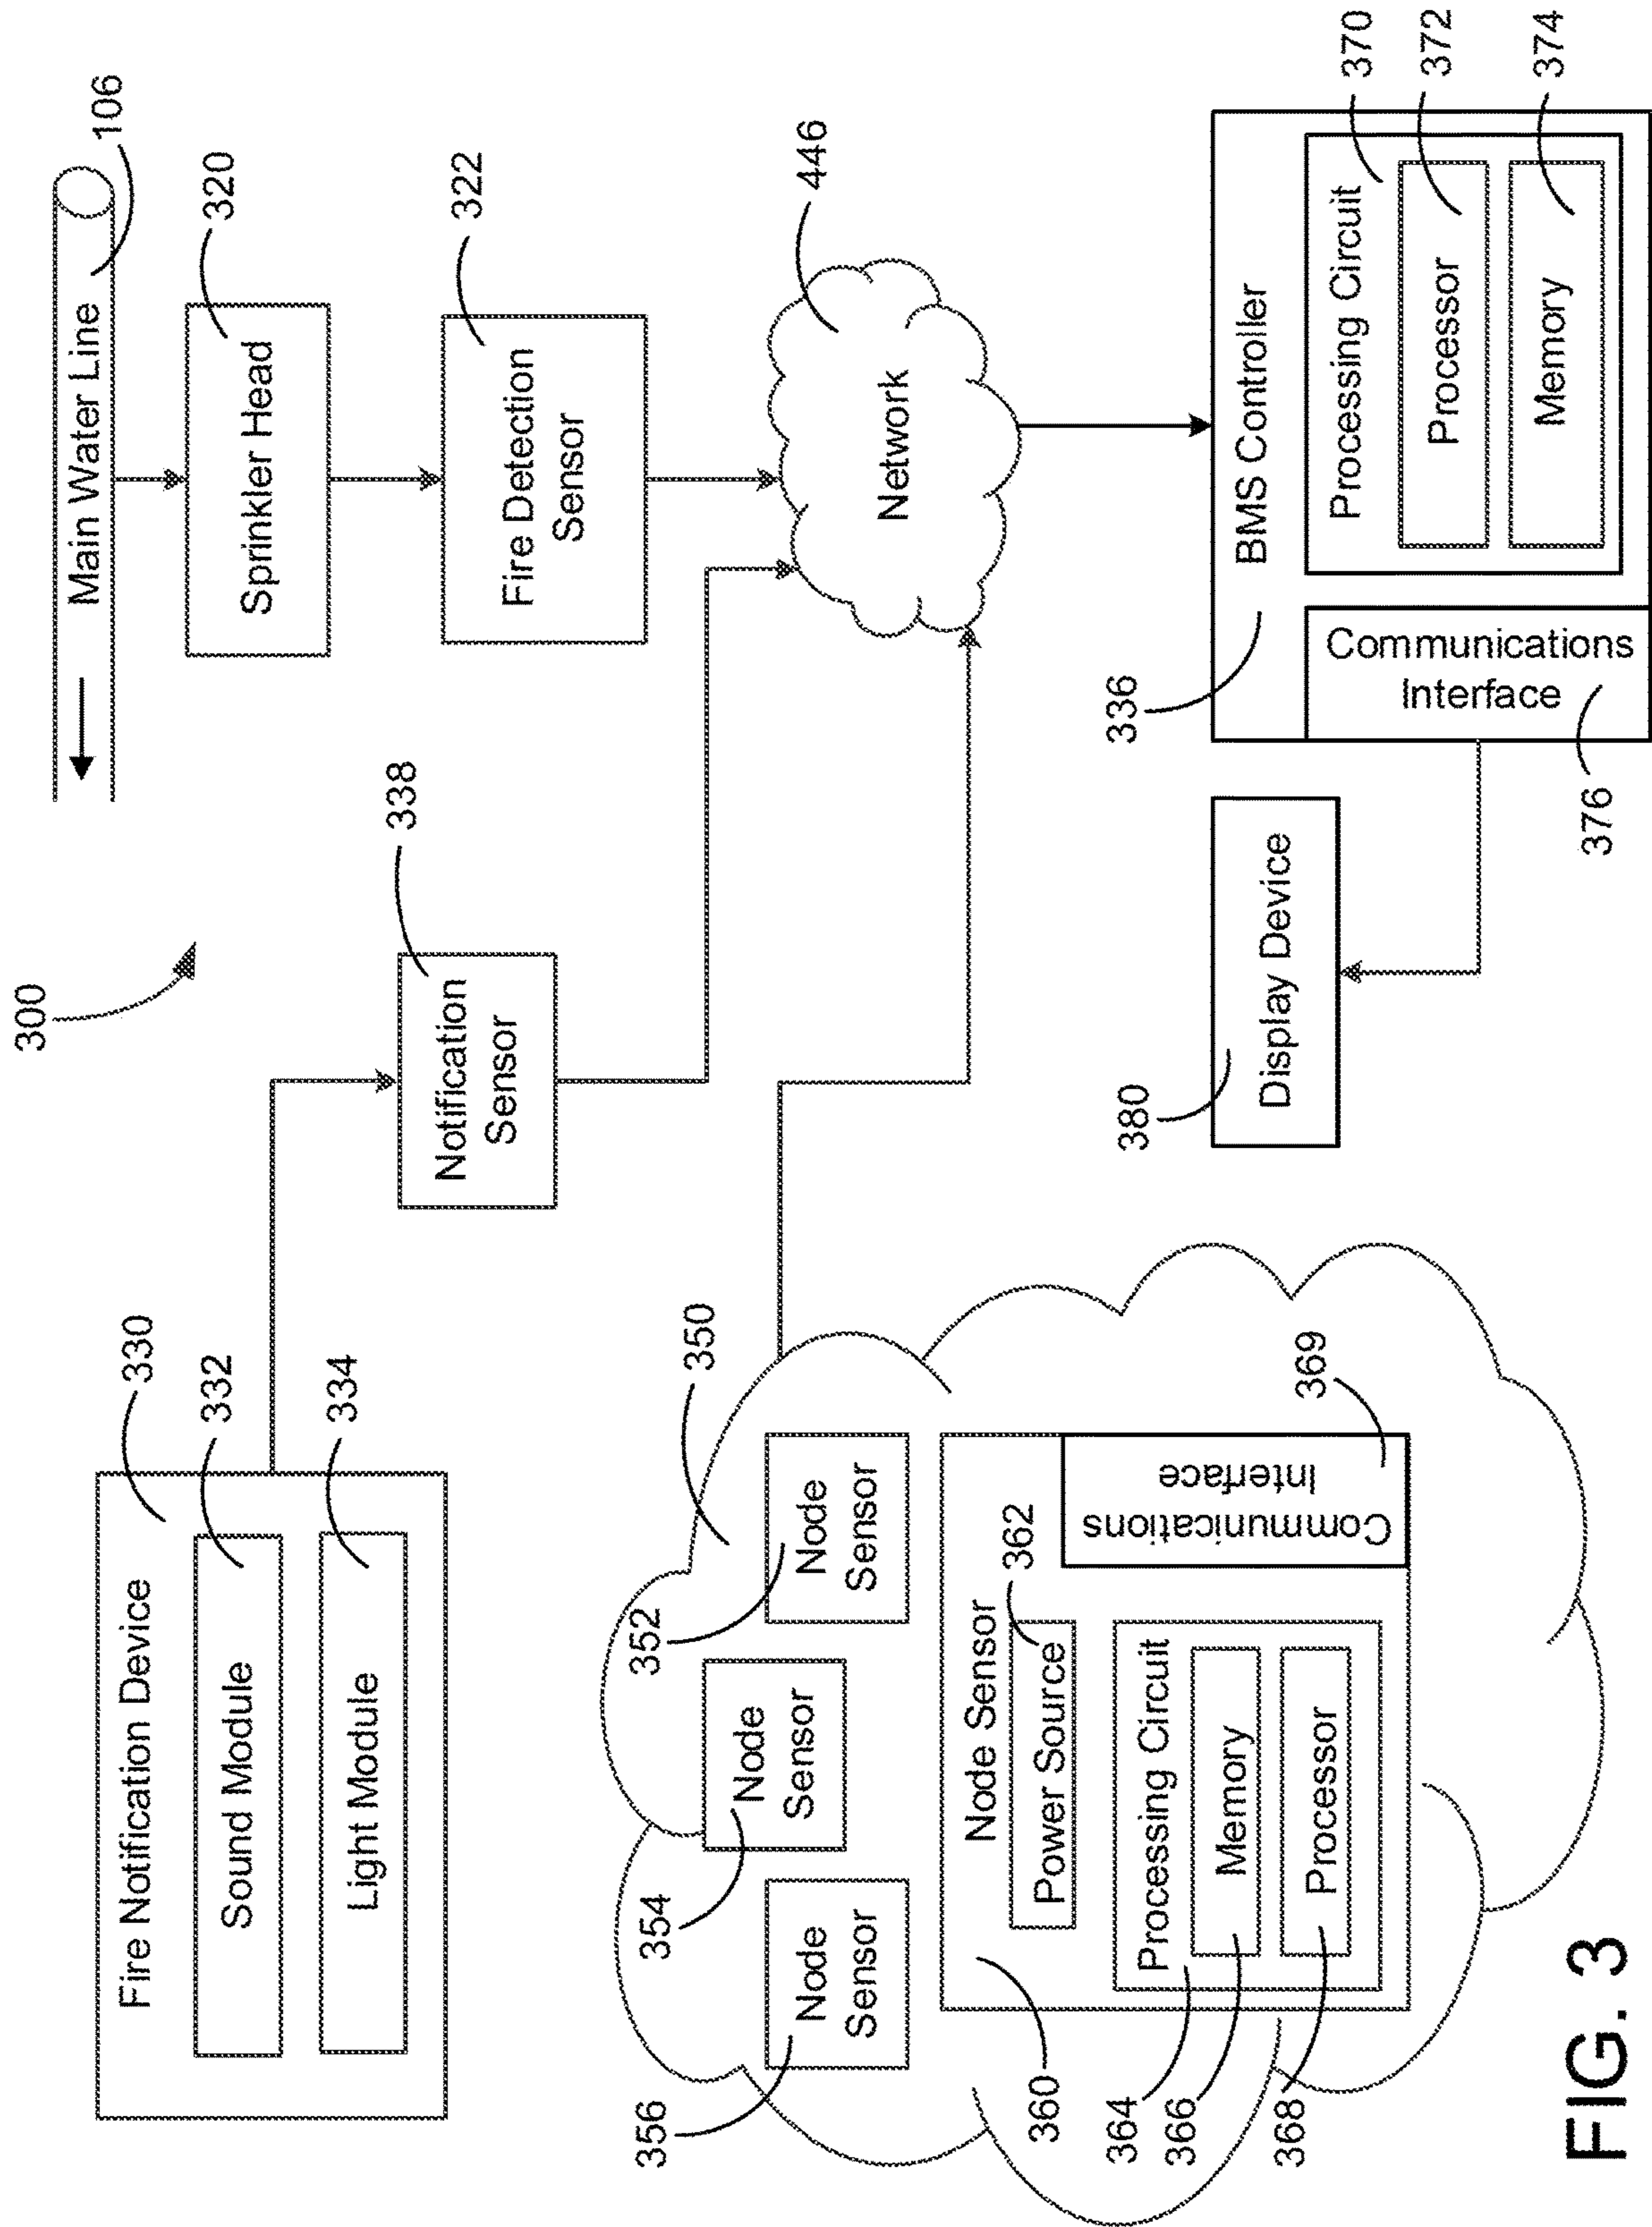 300
Main Water Line
106
Sprinkler Head
320
Fire Detection
Sensor
322
Fire Notification Device
330
Sound Module
332
Light Module
334
Notification
Sensor
338
Network
446
350
Node
Sensor
356
Node
Sensor
354
Node
Sensor
352
Node Sensor
360
Power Source
362
Processing Circuit
364
Memory
366
Processor
368
Communications
Interface
369
Display Device
380
BMS Controller
336
Communications
Interface
376
Processing Circuit
370
Processor
372
Memory
374
FIG. 3